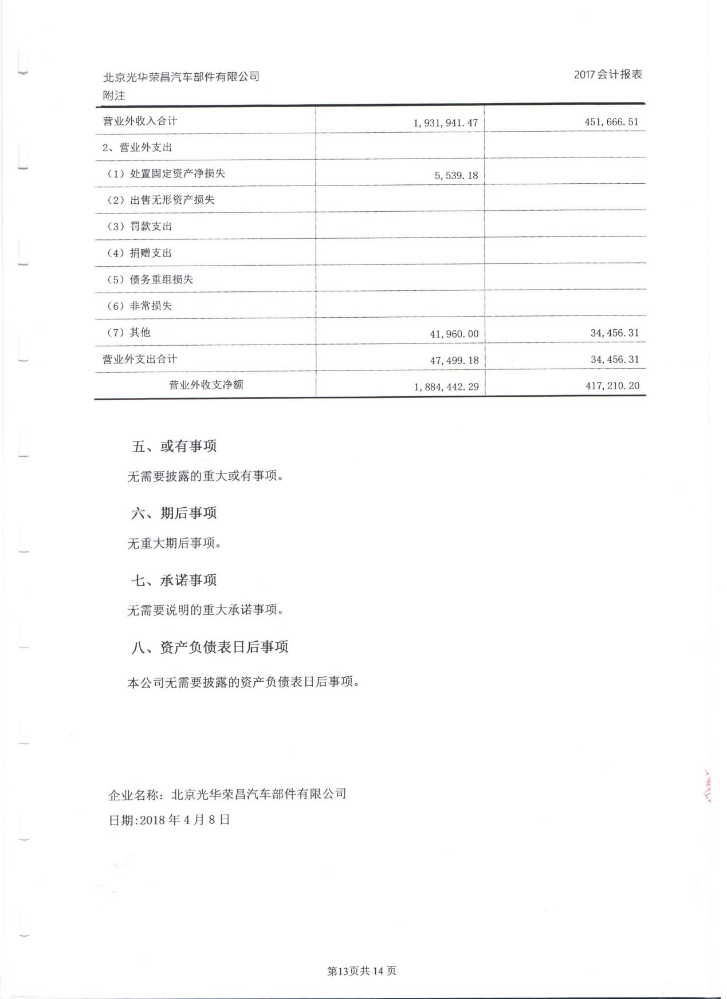 北京光华荣昌汽车部件有限公司 2017会计报表
附注
营业外收入合计 1,931,941.47 451,666.51
2、营业外支出
（1）处置固定资产净损失 5,539.18
（2）出售无形资产损失
（3）罚款支出
（4）捐赠支出
（5）债务重组损失
（6）非常损失
（7）其他 41,960.00 34,456.31
营业外支出合计 47,499.18 34,456.31
营业外收支净额 1,884,442.29 417,210.20
五、或有事项
无需要披露的重大或有事项。
六、期后事项
无重大期后事项。
七、承诺事项
无需要说明的重大承诺事项。
八、资产负债表日后事项
本公司无需要披露的资产负债表日后事项。
企业名称：北京光华荣昌汽车部件有限公司
日期:2018年4月8日
第13页共14页